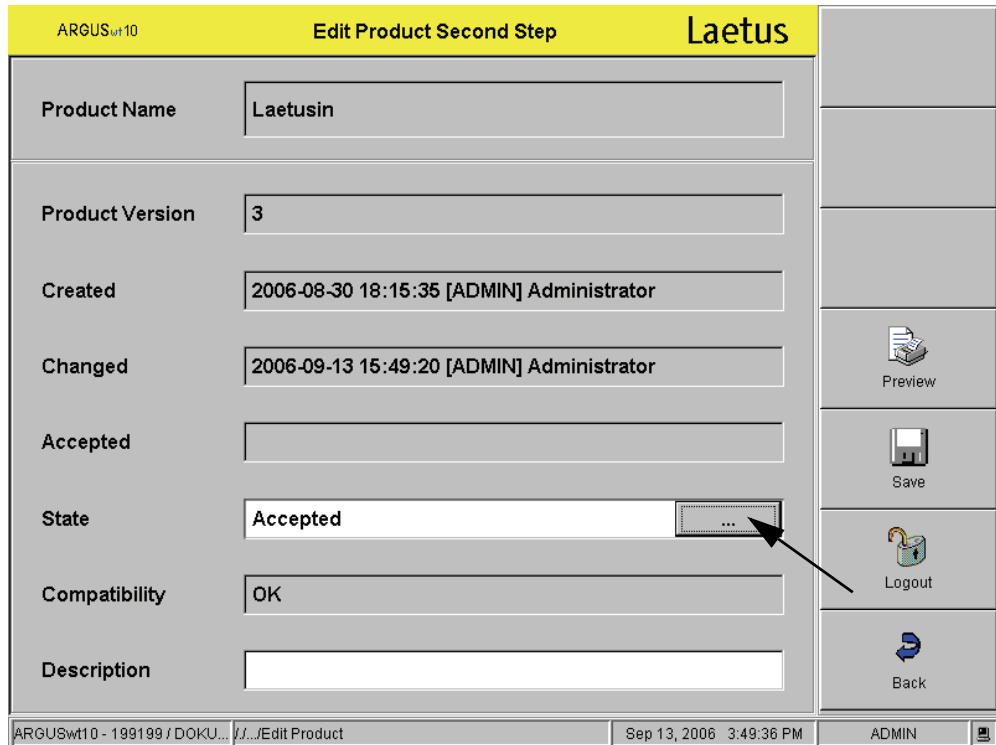 ARGUSwt10 Edit Product Second Step Laetus
Product Name Laetusin
Product Version 3
Created 2006-08-30 18:15:35 [ADMIN] Administrator
Changed 2006-09-13 15:49:20 [ADMIN] Administrator
Accepted
State Accepted ...
Compatibility OK
Description
Preview
Save
Logout
Back
ARGUSwt10 - 199199 / DOKU... /./.../Edit Product Sep 13, 2006 3:49:36 PM ADMIN